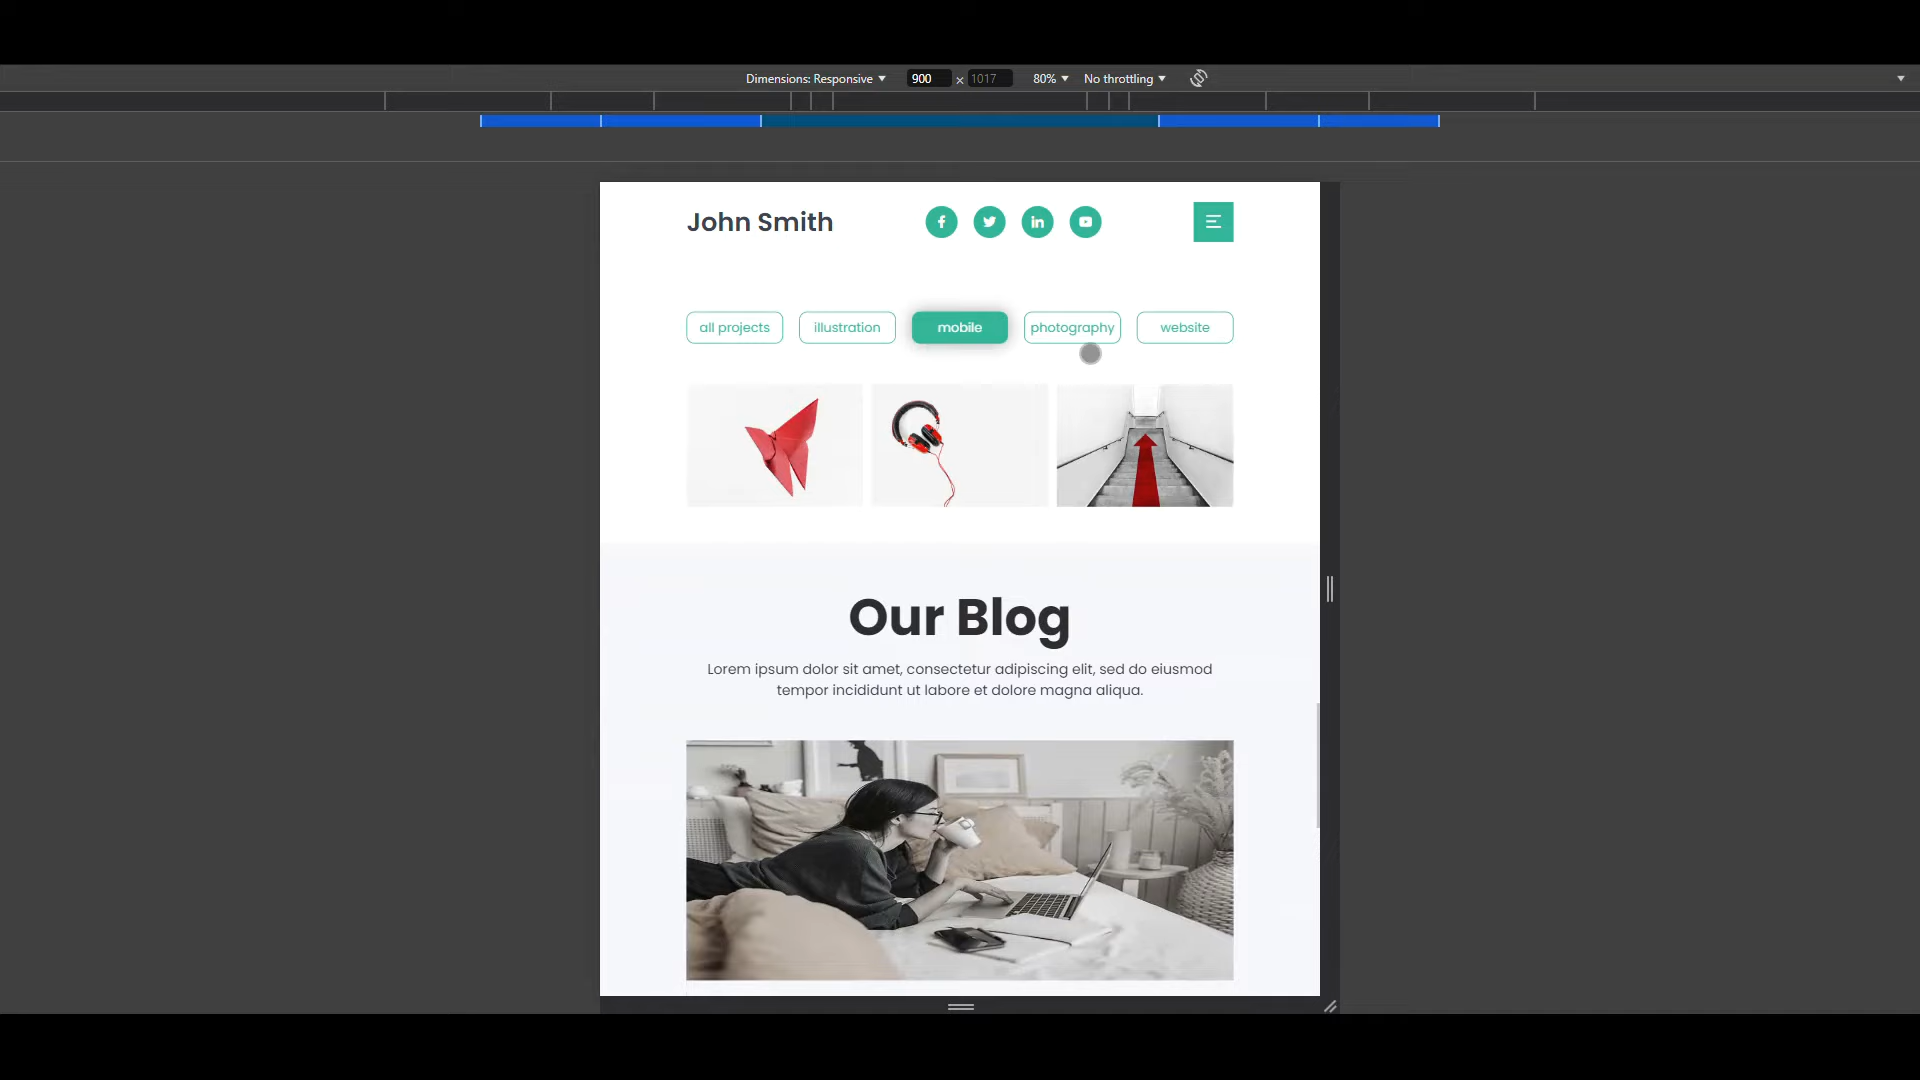 Dimensions: Responsive 900 × 1017 80% No throttling
John Smith
all projects illustration mobile photography website
Our Blog
Lorem ipsum dolor sit amet, consectetur adipiscing elit, sed do eiusmod
tempor incididunt ut labore et dolore magna aliqua.